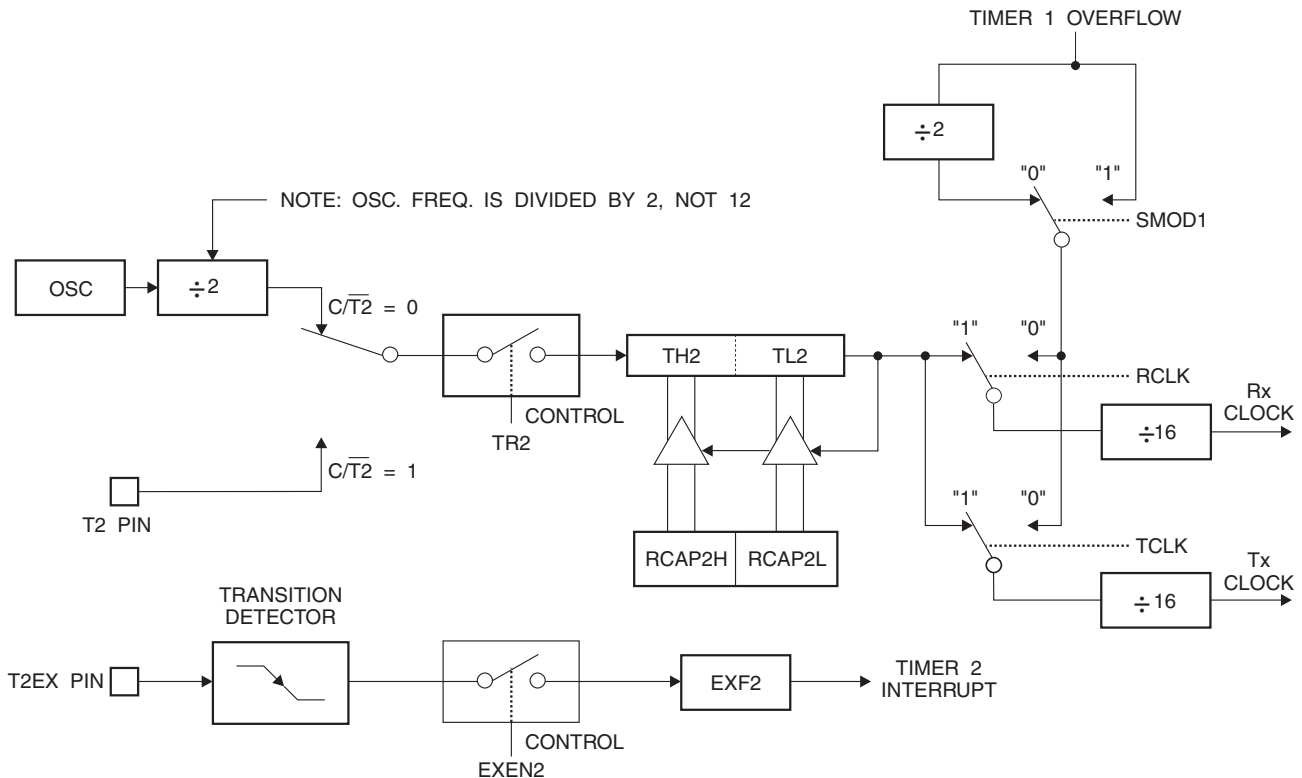 TIMER 1 OVERFLOW
÷2
"0" "1"
NOTE: OSC. FREQ. IS DIVIDED BY 2, NOT 12
SMOD1
OSC
÷2
C/T2 = 0
"1" "0"
TH2 TL2
RCLK
Rx
CLOCK
CONTROL
TR2
÷16
C/T2 = 1
"1" "0"
T2 PIN
TCLK
RCAP2H RCAP2L
Tx
CLOCK
TRANSITION
DETECTOR
÷16
T2EX PIN
EXF2
TIMER 2
INTERRUPT
CONTROL
EXEN2